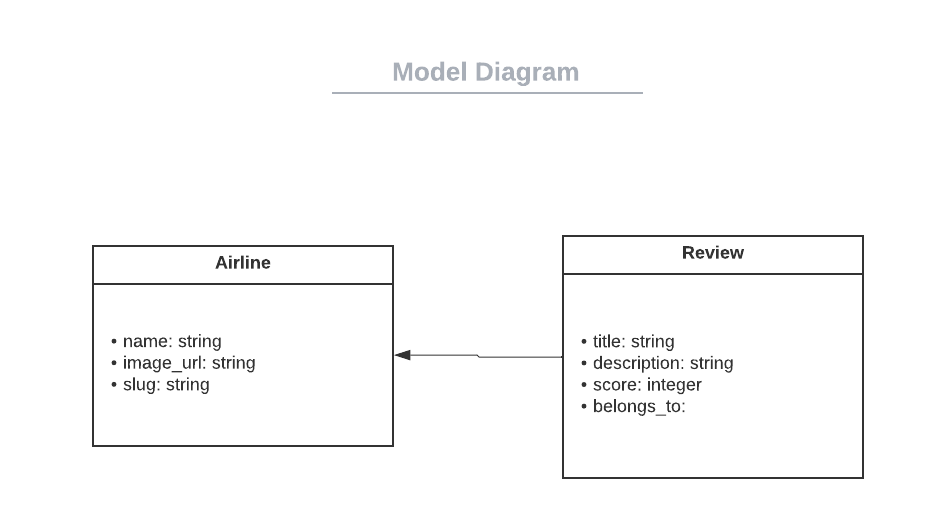 Model Diagram
Airline
• name: string
• image_url: string
• slug: string
Review
• title: string
• description: string
• score: integer
• belongs_to: